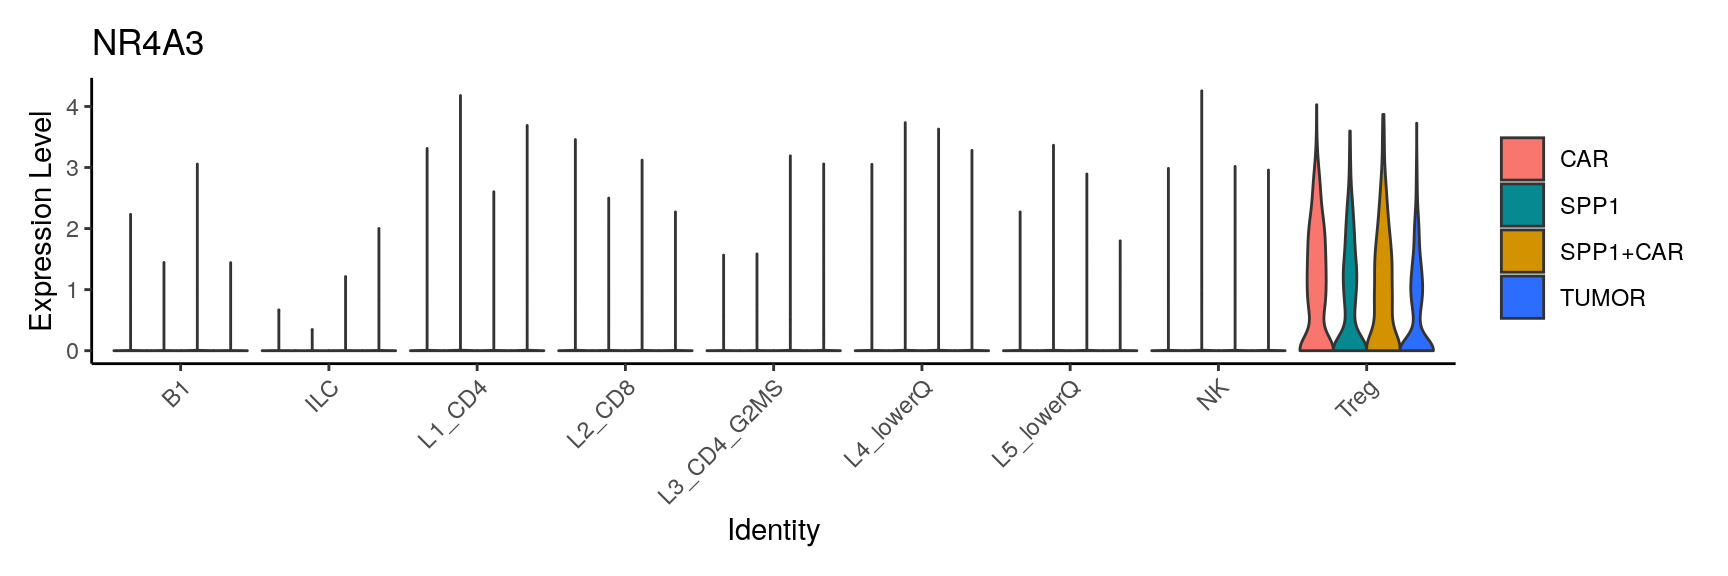 NR4A3
Expression Level
4
3
2
1
0
B1
ILC
L1_CD4
L2_CD8
L3_CD4_G2MS
L4_lowerQ
L5_lowerQ
NK
Treg
Identity
CAR
SPP1
SPP1+CAR
TUMOR